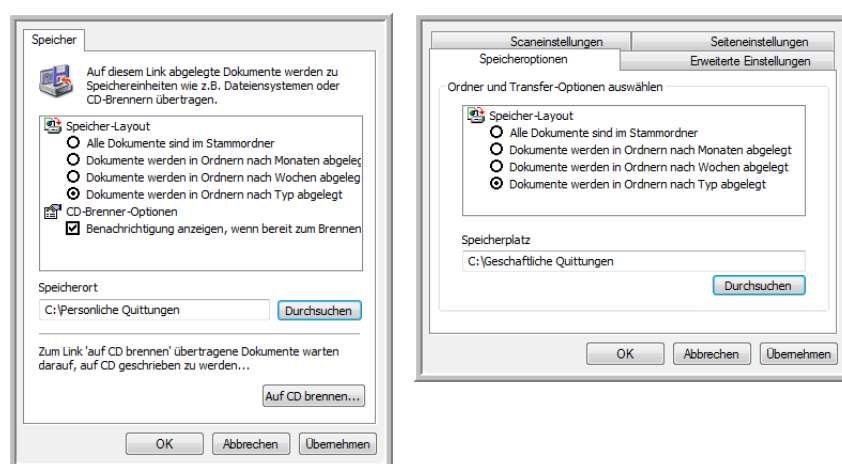 Speicher
Auf diesem Link abgelegte Dokumente werden zu
Speichereinheiten wie z.B. Dateisystemen oder
CD-Brennern übertragen.
Speicher-Layout
Alle Dokumente sind im Stammordner
Dokumente werden in Ordnern nach Monaten abgeleg
Dokumente werden in Ordnern nach Wochen abgeleg
Dokumente werden in Ordnern nach Typ abgelegt
CD-Brenner-Optionen
Benachrichtigung anzeigen, wenn bereit zum Brennen
Speicherort
C:\Personliche Quittungen
Durchsuchen
Zum Link 'auf CD brennen' übertragene Dokumente warten
darauf, auf CD geschrieben zu werden...
Auf CD brennen...
OK Abbrechen Übernehmen
Scaneinstellungen Seiteneinstellungen
Speicheroptionen Erweiterte Einstellungen
Ordner und Transfer-Optionen auswählen
Speicher-Layout
Alle Dokumente sind im Stammordner
Dokumente werden in Ordnern nach Monaten abgelegt
Dokumente werden in Ordnern nach Wochen abgelegt
Dokumente werden in Ordnern nach Typ abgelegt
Speicherplatz
C:\Geschaftliche Quittungen
Durchsuchen
OK Abbrechen Übernehmen